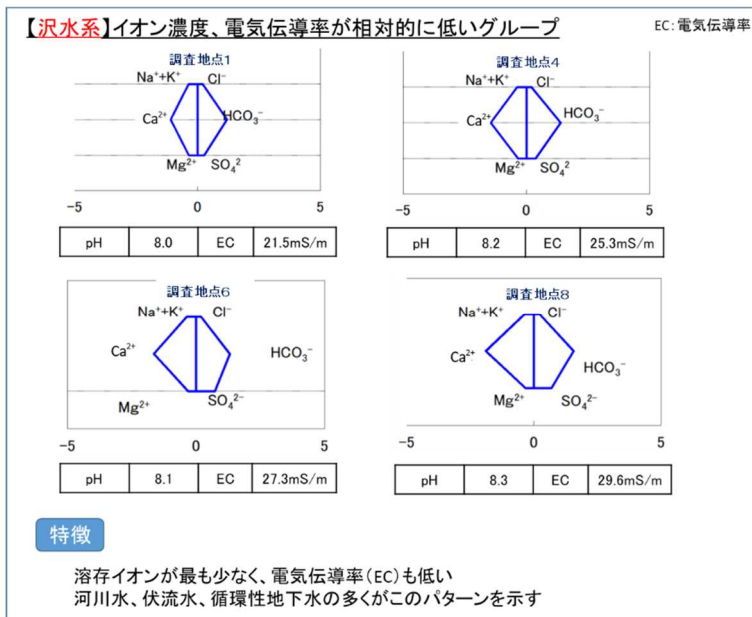 【沢水系】イオン濃度、電気伝導率が相対的に低いグループ
EC:電気伝導率
調査地点1
Na⁺+K⁺ Cl⁻
Ca²⁺ HCO₃⁻
Mg²⁺ SO₄²
-5 0 5
pH 8.0 EC 21.5mS/m
調査地点4
Na⁺+K⁺ Cl⁻
Ca²⁺ HCO₃⁻
Mg²⁺ SO₄²
-5 0 5
pH 8.2 EC 25.3mS/m
調査地点6
Na⁺+K⁺ Cl⁻
Ca²⁺ HCO₃⁻
Mg²⁺ SO₄²⁻
-5 0 5
pH 8.1 EC 27.3mS/m
調査地点8
Na⁺+K⁺ Cl⁻
Ca²⁺ HCO₃⁻
Mg²⁺ SO₄²⁻
-5 0 5
pH 8.3 EC 29.6mS/m
特徴
溶存イオンが最も少なく、電気伝導率(EC)も低い
河川水、伏流水、循環性地下水の多くがこのパターンを示す